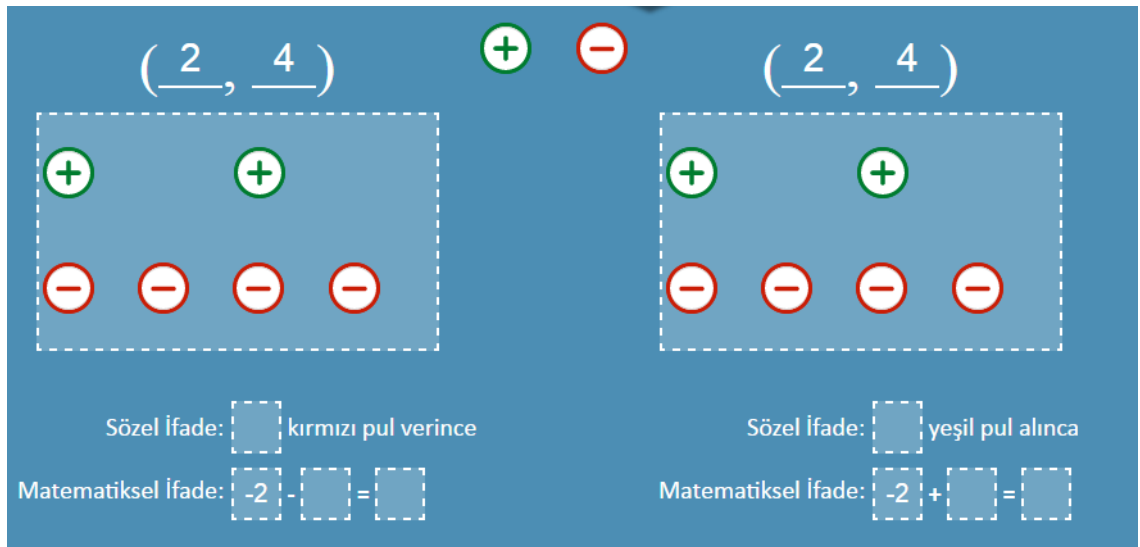 ( 2 , 4 )
+ −
( 2 , 4 )
+ +
− − − −
+ +
− − − −
Sözel İfade: kırmızı pul verince
Matematiksel İfade: -2 - =
Sözel İfade: yeşil pul alınca
Matematiksel İfade: -2 + =